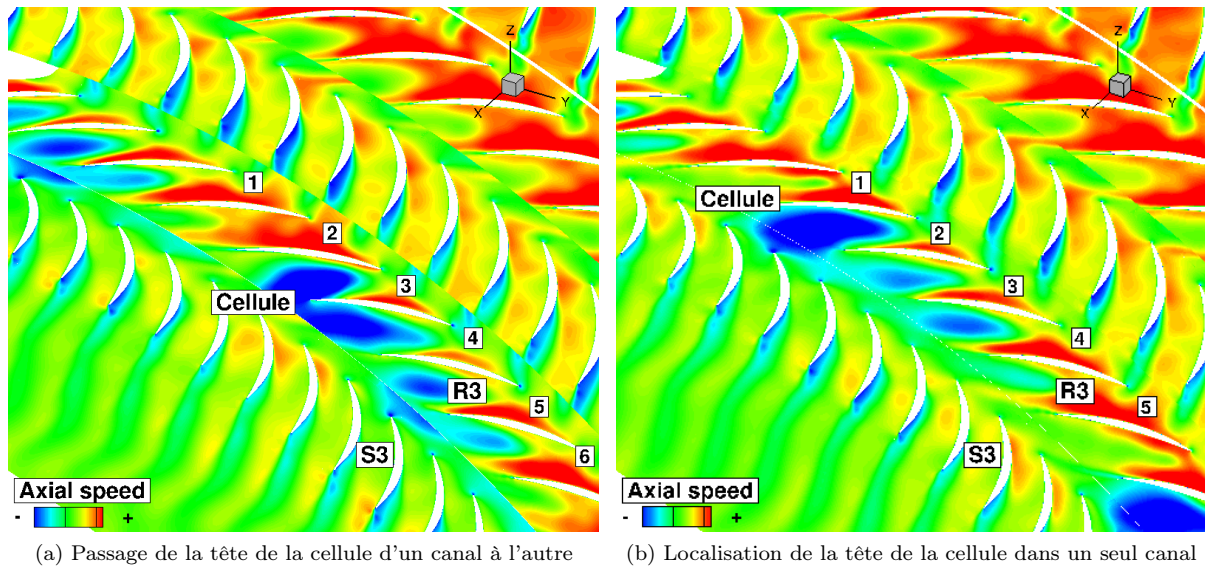 Z
Y
X
1
2
3
Cellule
4
R3
5
S3
6
Axial speed
- +
(a) Passage de la tête de la cellule d'un canal à l'autre
Z
Y
X
1
Cellule
2
3
4
R3
5
S3
Axial speed
- +
(b) Localisation de la tête de la cellule dans un seul canal